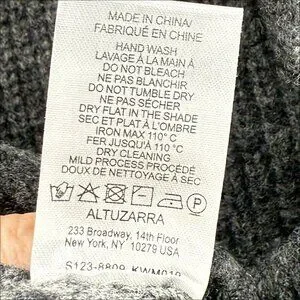 MADE IN CHINA/
FABRIQUÉ EN CHINE
HAND WASH
LAVAGE À LA MAIN À
DO NOT BLEACH
NE PAS BLANCHIR
DO NOT TUMBLE DRY
NE PAS SÉCHER
DRY FLAT IN THE SHADE
SEC ET PLAT À L'OMBRE
IRON MAX 110° C
FER JUSQU'À 110 °C
DRY CLEANING
MILD PROCESS PROCÉDÉ
DOUX DE NETTOYAGE À SEC
P
ALTUZARRA
233 Broadway, 14th Floor
New York, NY, 10279 USA
S123-8809 KWM019